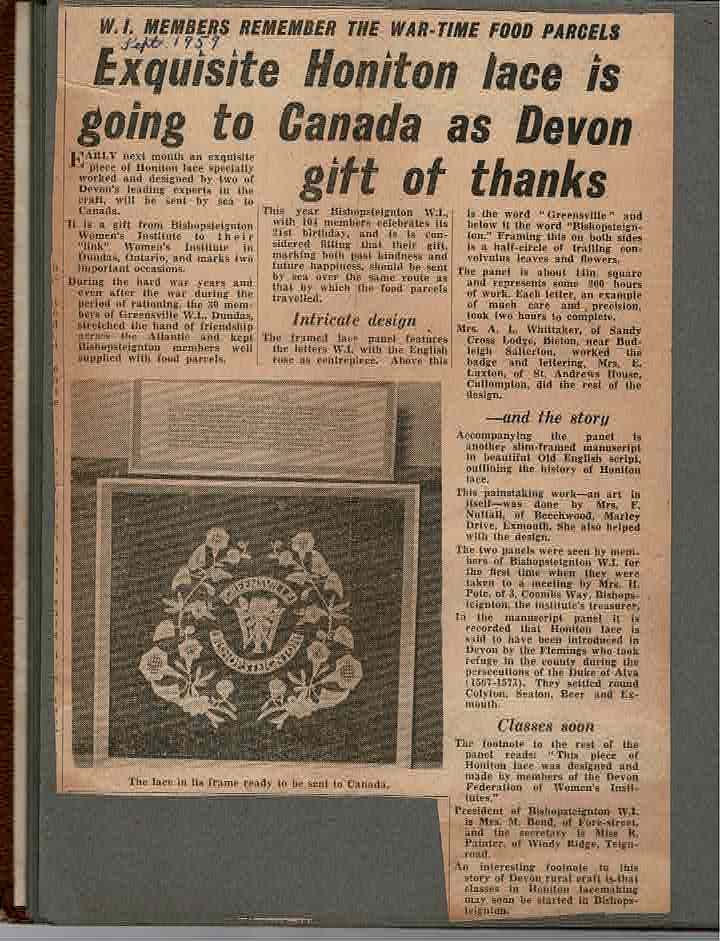 W.I. MEMBERS REMEMBER THE WAR-TIME FOOD PARCELS
Sept. 1959
Exquisite Honiton lace is
going to Canada as Devon
gift of thanks
EARLY next month an exquisite
piece of Honiton lace specially
worked and designed by two of
Devon's leading experts in the
craft, will be sent by sea to
Canada.
It is a gift from Bishopsteignton
Women's Institute to their
"link" Women's Institute in
Dundas, Ontario, and marks two
important occasions.
During the hard war years and
even after the war during the
period of rationing, the 30 mem-
bers of Greensville W.I., Dundas,
stretched the hand of friendship
across the Atlantic and kept
Bishopsteignton members well
supplied with food parcels.
This year Bishopsteignton W.I.,
with 104 members celebrates its
21st birthday, and is is con-
sidered fitting that their gift,
marking both past kindness and
future happiness, should be sent
by sea over the same route as
that by which the food parcels
travelled.
Intricate design
The framed lace panel features
the letters W.I. with the English
rose as centrepiece. Above this
is the word "Greensville" and
below it the word "Bishopsteign-
ton." Framing this on both sides
is a half-circle of trailing con-
volvulus leaves and flowers.
The panel is about 14in. square
and represents some 300 hours
of work. Each letter, an example
of much care and precision,
took two hours to complete.
Mrs. A. L. Whittaker, of Sandy
Cross Lodge, Bicton, near Bud-
leigh Salterton, worked the
badge and lettering, Mrs. E.
Luxton, of St. Andrews House,
Cullompton, did the rest of the
design.
—and the story
Accompanying the panel is
another slim-framed manuscript
in beautiful Old English script,
outlining the history of Honiton
lace.
This painstaking work—an art in
itself—was done by Mrs. F.
Nuttall, of Beechwood, Marley
Drive, Exmouth. She also helped
with the design.
The two panels were seen by mem-
bers of Bishopsteignton W.I. for
the first time when they were
taken to a meeting by Mrs. H.
Pote, of 3, Coombe Way, Bishops-
teignton, the institute's treasurer.
In the manuscript panel it is
recorded that Honiton lace is
said to have been introduced in
Devon by the Flemings who took
refuge in the county during the
persecutions of the Duke of Alva
(1567-1573). They settled round
Colyton, Seaton, Beer and Ex-
mouth.
Classes soon
The footnote to the rest of the
panel reads: "This piece of
Honiton lace was designed and
made by members of the Devon
Federation of Women's Insti-
tutes."
President of Bishopsteignton W.I.
is Mrs. M. Bond, of Fore-street,
and the secretary is Miss R.
Painter, of Windy Ridge, Teign-
road.
An interesting footnote to this
story of Devon rural craft is that
classes in Honiton lacemaking
may soon be started in Bishops-
teignton.
GREENSVILLE
BISHOPSTEIGNTON
The lace in its frame ready to be sent to Canada.